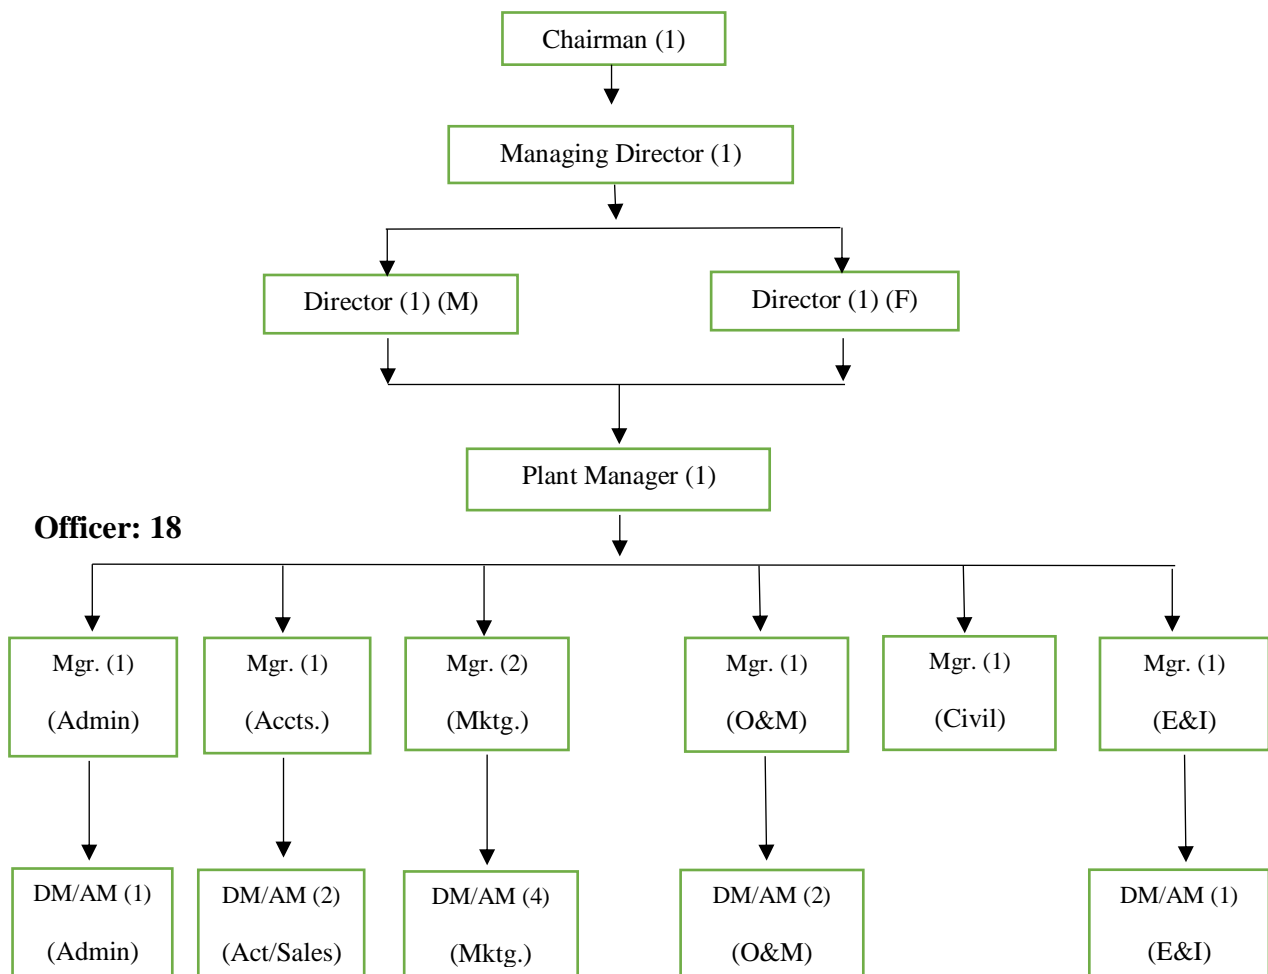 Chairman (1)
Managing Director (1)
Director (1) (M)
Director (1) (F)
Plant Manager (1)
Officer: 18
Mgr. (1)
(Admin)
Mgr. (1)
(Accts.)
Mgr. (2)
(Mktg.)
Mgr. (1)
(O&M)
Mgr. (1)
(Civil)
Mgr. (1)
(E&I)
DM/AM (1)
(Admin)
DM/AM (2)
(Act/Sales)
DM/AM (4)
(Mktg.)
DM/AM (2)
(O&M)
DM/AM (1)
(E&I)